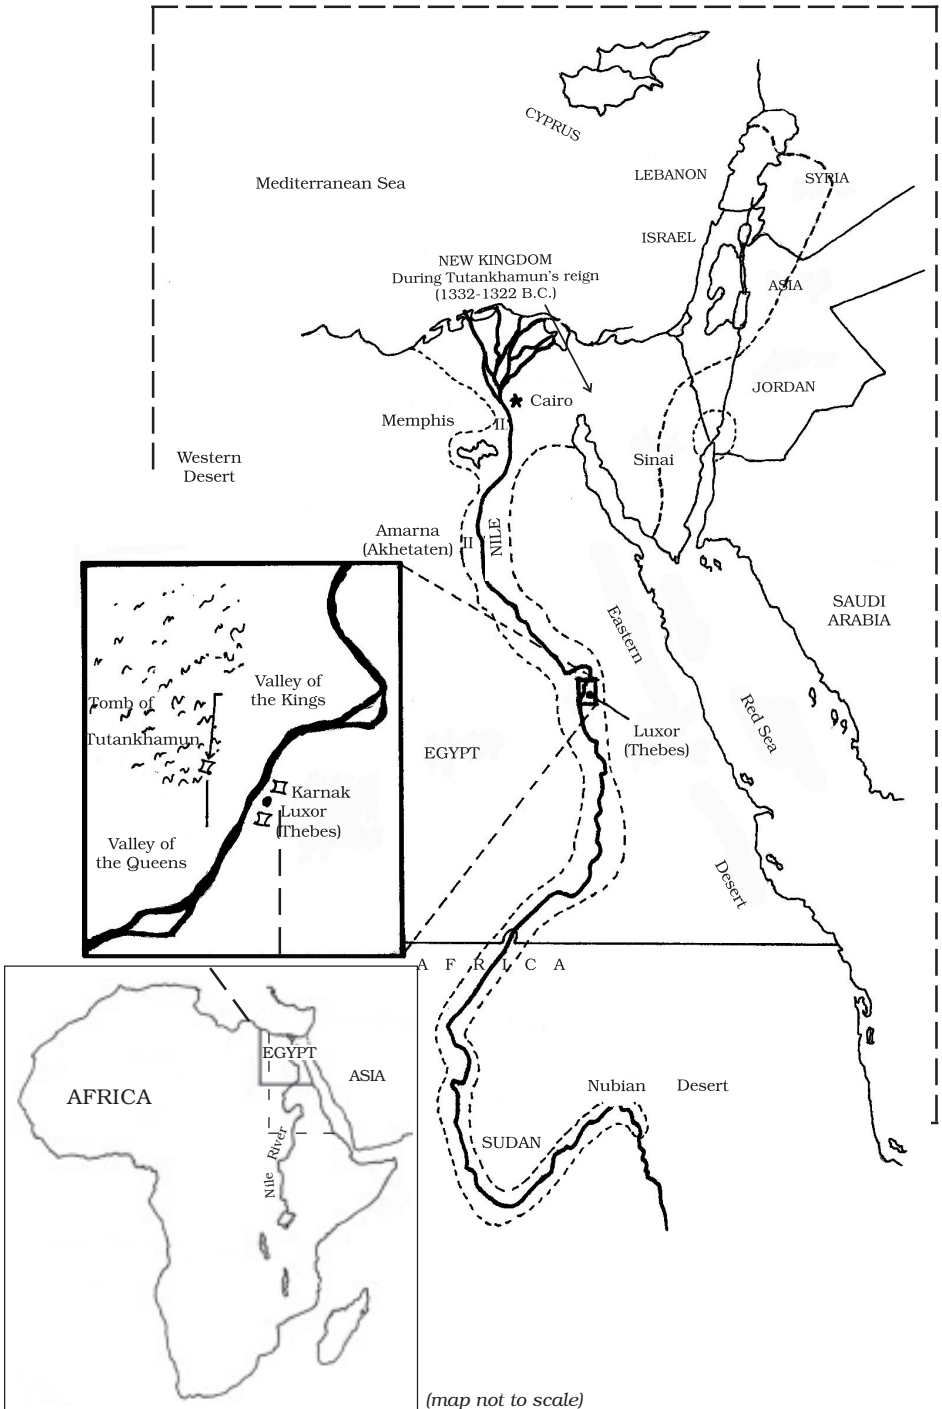 CYPRUS
Mediterranean Sea
LEBANON
SYRIA
ISRAEL
NEW KINGDOM
During Tutankhamun's reign
(1332-1322 B.C.)
ASIA
JORDAN
Cairo
Memphis
II
Western
Desert
Sinai
Amarna
(Akhetaten)
II
NILE
SAUDI
ARABIA
Eastern
Red Sea
Luxor
(Thebes)
EGYPT
Desert
Valley of
the Kings
Tomb of
Tutankhamun
Karnak
Luxor
(Thebes)
Valley of
the Queens
A F R I C A
EGYPT
ASIA
AFRICA
Nile River
Nubian Desert
SUDAN
(map not to scale)